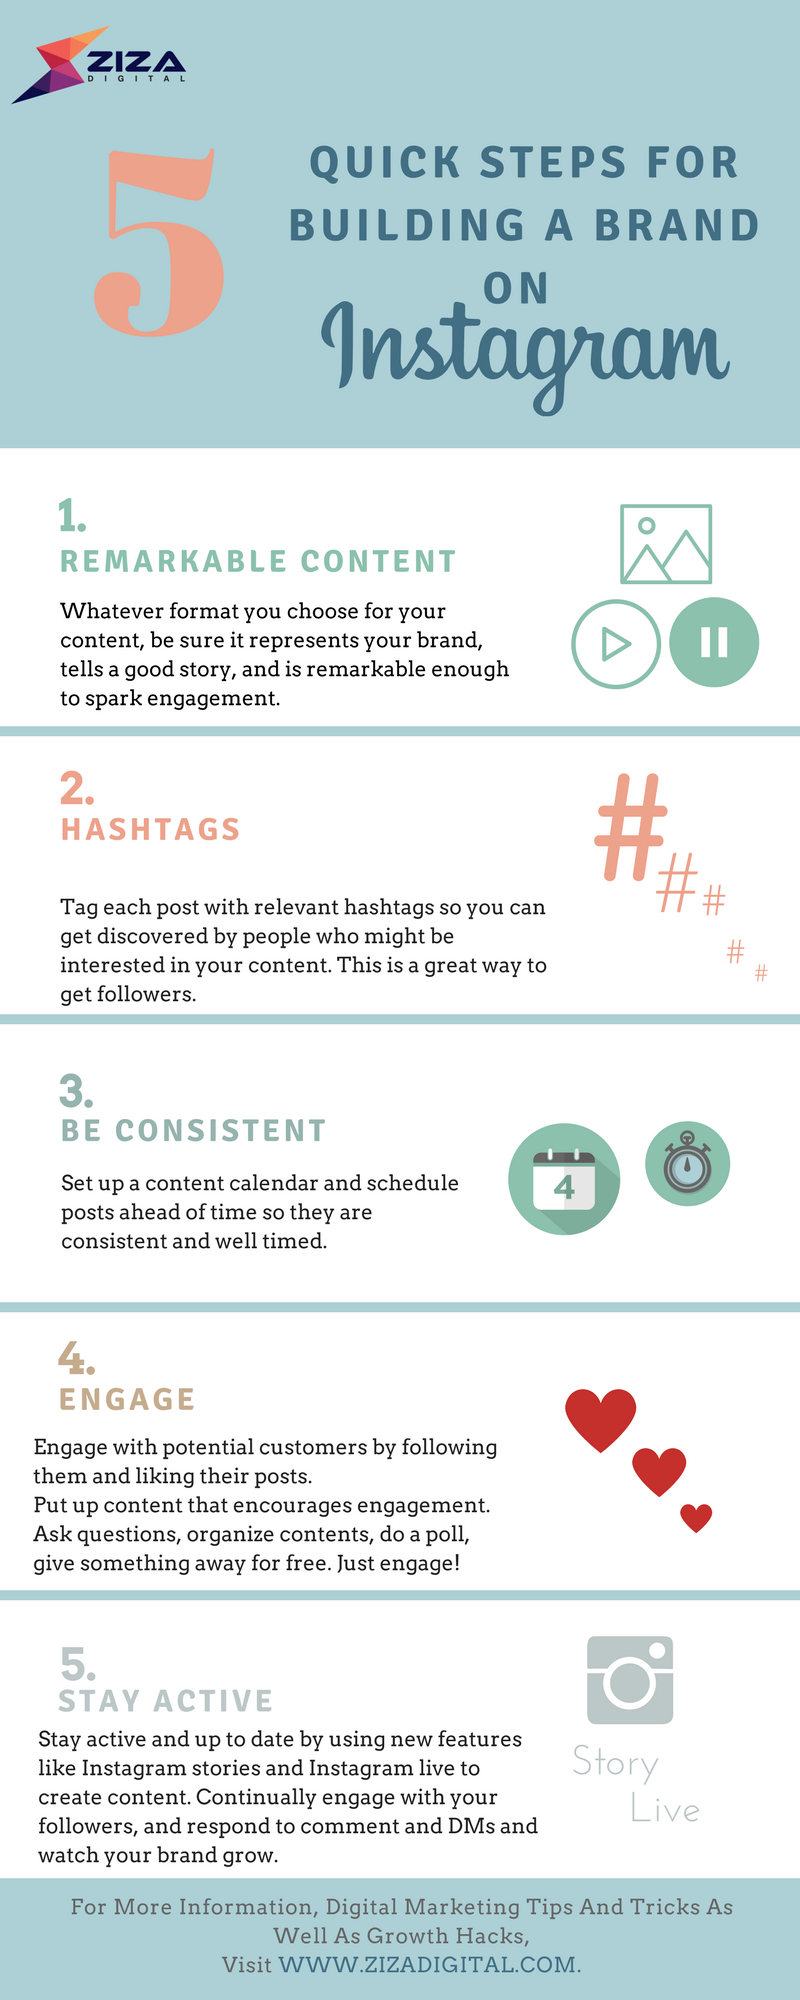 ZIZA
DIGITAL
5
QUICK STEPS FOR
BUILDING A BRAND
ON
Instagram
1.
REMARKABLE CONTENT
Whatever format you choose for your
content, be sure it represents your brand,
tells a good story, and is remarkable enough
to spark engagement.
2.
HASHTAGS
# # # # #
Tag each post with relevant hashtags so you can
get discovered by people who might be
interested in your content. This is a great way to
get followers.
3.
BE CONSISTENT
Set up a content calendar and schedule
posts ahead of time so they are
consistent and well timed.
4
4.
ENGAGE
Engage with potential customers by following
them and liking their posts.
Put up content that encourages engagement.
Ask questions, organize contents, do a poll,
give something away for free. Just engage!
5.
STAY ACTIVE
Stay active and up to date by using new features
like Instagram stories and Instagram live to
create content. Continually engage with your
followers, and respond to comment and DMs and
watch your brand grow.
Story
Live
For More Information, Digital Marketing Tips And Tricks As
Well As Growth Hacks,
Visit WWW.ZIZADIGITAL.COM.